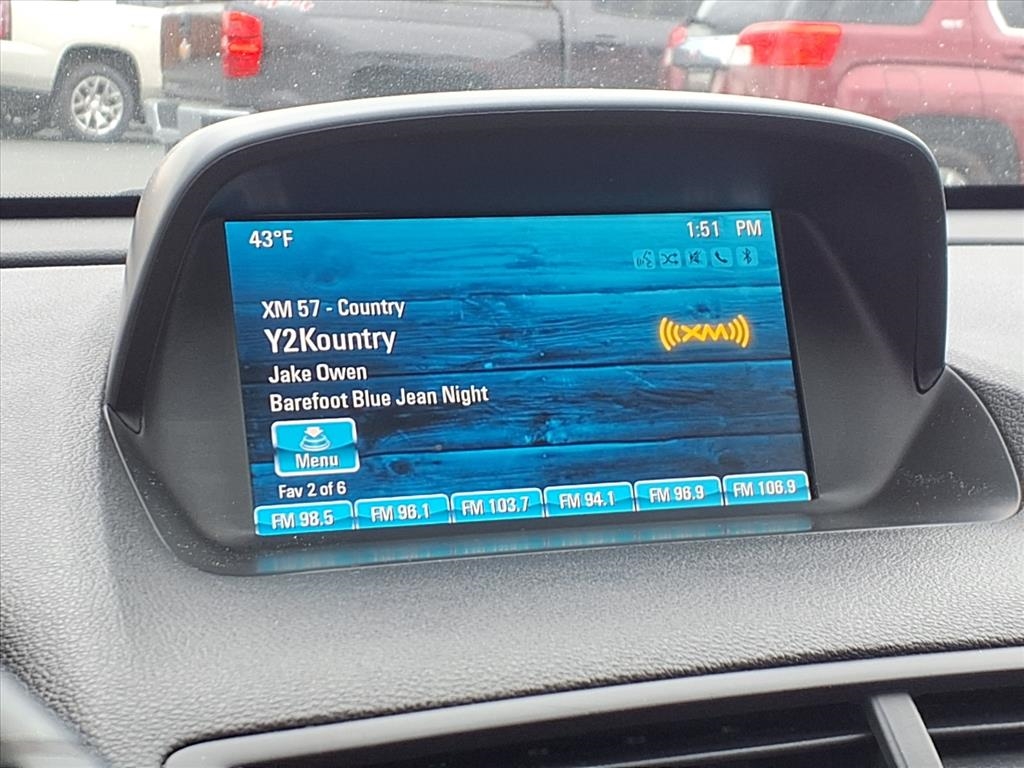 43°F
1:51 PM
XM 57 - Country
Y2Kountry
XM
Jake Owen
Barefoot Blue Jean Night
Menu
Fav 2 of 6
FM 98.5 FM 96.1 FM 103.7 FM 94.1 FM 96.9 FM 106.9